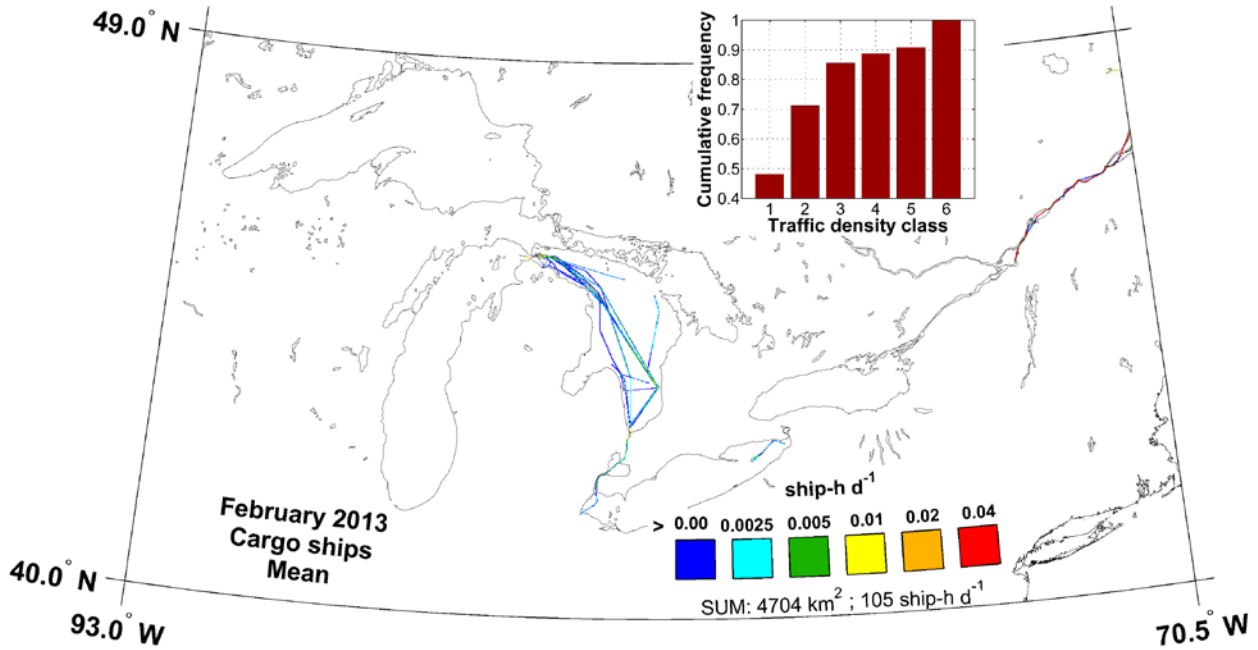 49.0° N
1
0.9
0.8
0.7
0.6
0.5
0.4
Cumulative frequency
1 2 3 4 5 6
Traffic density class
February 2013
Cargo ships
Mean
ship-h d⁻¹
> 0.00 0.0025 0.005 0.01 0.02 0.04
SUM: 4704 km² ; 105 ship-h d⁻¹
40.0° N
93.0° W
70.5° W